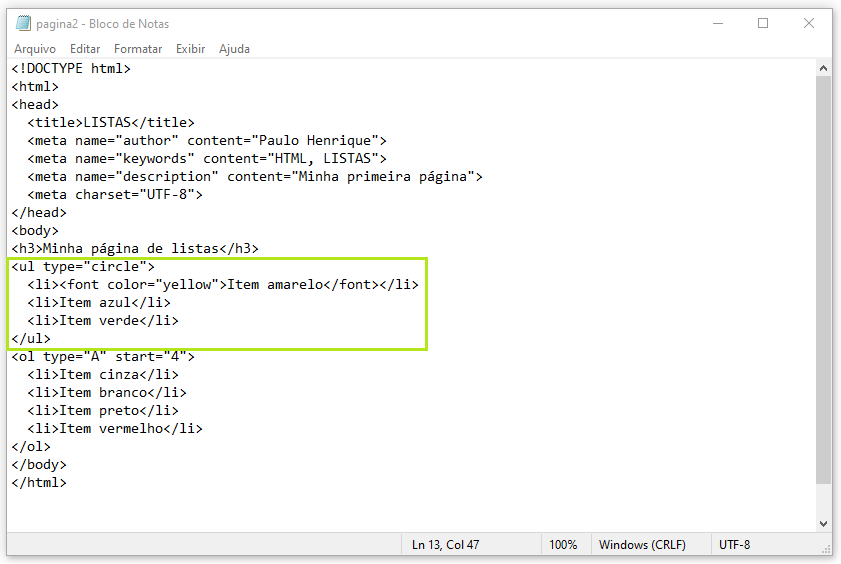 pagina2 - Bloco de Notas
Arquivo Editar Formatar Exibir Ajuda
<!DOCTYPE html>
<html>
<head>
  <title>LISTAS</title>
  <meta name="author" content="Paulo Henrique">
  <meta name="keywords" content="HTML, LISTAS">
  <meta name="description" content="Minha primeira página">
  <meta charset="UTF-8">
</head>
<body>
<h3>Minha página de listas</h3>
<ul type="circle">
  <li><font color="yellow">Item amarelo</font></li>
  <li>Item azul</li>
  <li>Item verde</li>
</ul>
<ol type="A" start="4">
  <li>Item cinza</li>
  <li>Item branco</li>
  <li>Item preto</li>
  <li>Item vermelho</li>
</ol>
</body>
</html>
Ln 13, Col 47 100% Windows (CRLF) UTF-8